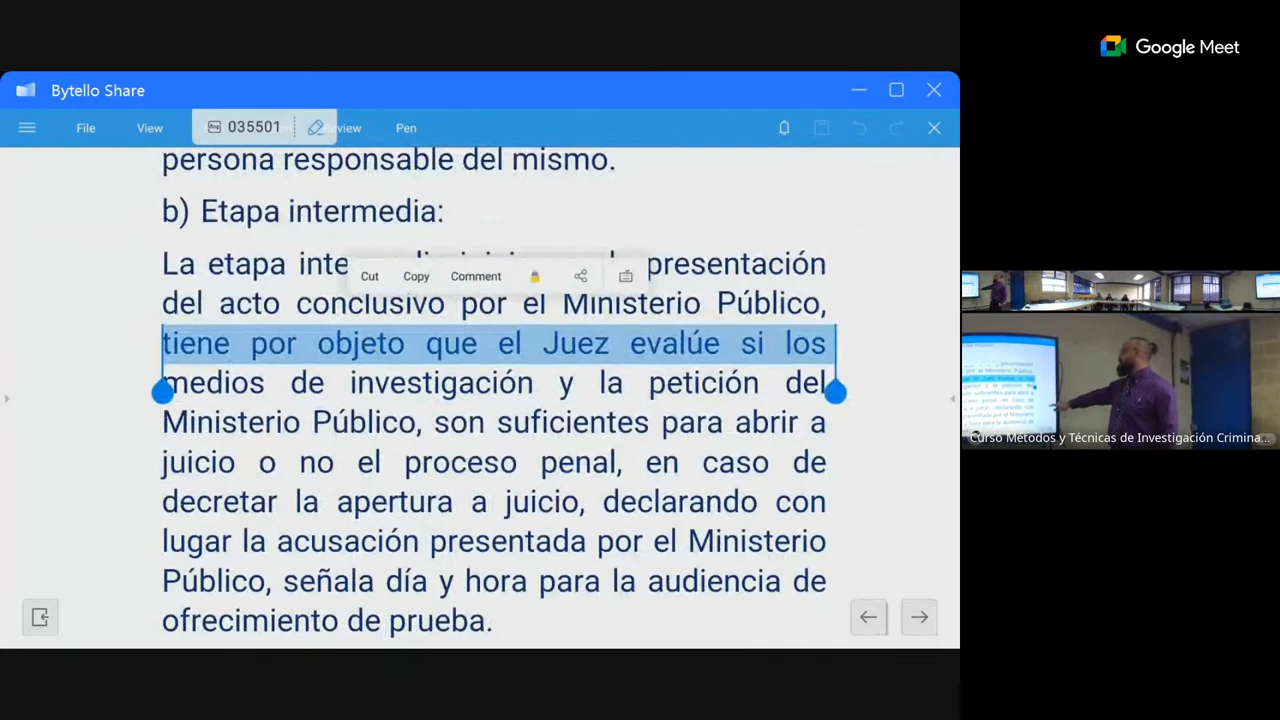 Google Meet
Bytello Share
File View 035501 Review Pen
persona responsable del mismo.
b) Etapa intermedia:
Cut Copy Comment
La etapa presentación
del acto conclusivo por el Ministerio Público,
tiene por objeto que el Juez evalúe si los
medios de investigación y la petición del
Ministerio Público, son suficientes para abrir a
juicio o no el proceso penal, en caso de
decretar la apertura a juicio, declarando con
lugar la acusación presentada por el Ministerio
Público, señala día y hora para la audiencia de
ofrecimiento de prueba.
Curso Métodos y Técnicas de Investigación Crimina...